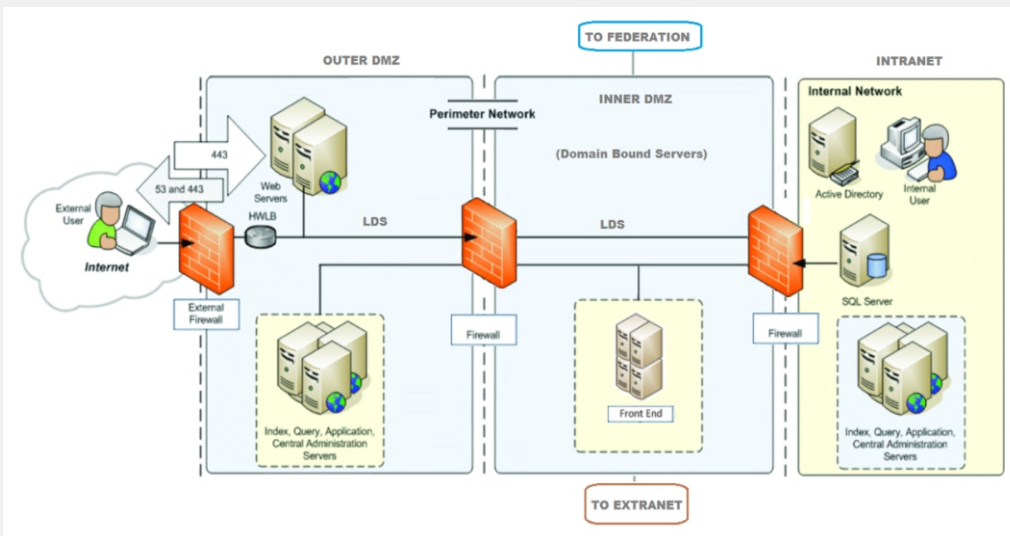 TO FEDERATION
OUTER DMZ
INTRANET
Internal Network
INNER DMZ
Perimeter Network
(Domain Bound Servers)
443
53 and 443
Web
Servers
Active Directory
Internal
User
External
User
HWLB
LDS
LDS
Internet
SQL Server
External
Firewall
Firewall
Firewall
Front End
Index, Query, Application,
Central Administration
Servers
Index, Query, Application,
Central Administration
Servers
TO EXTRANET